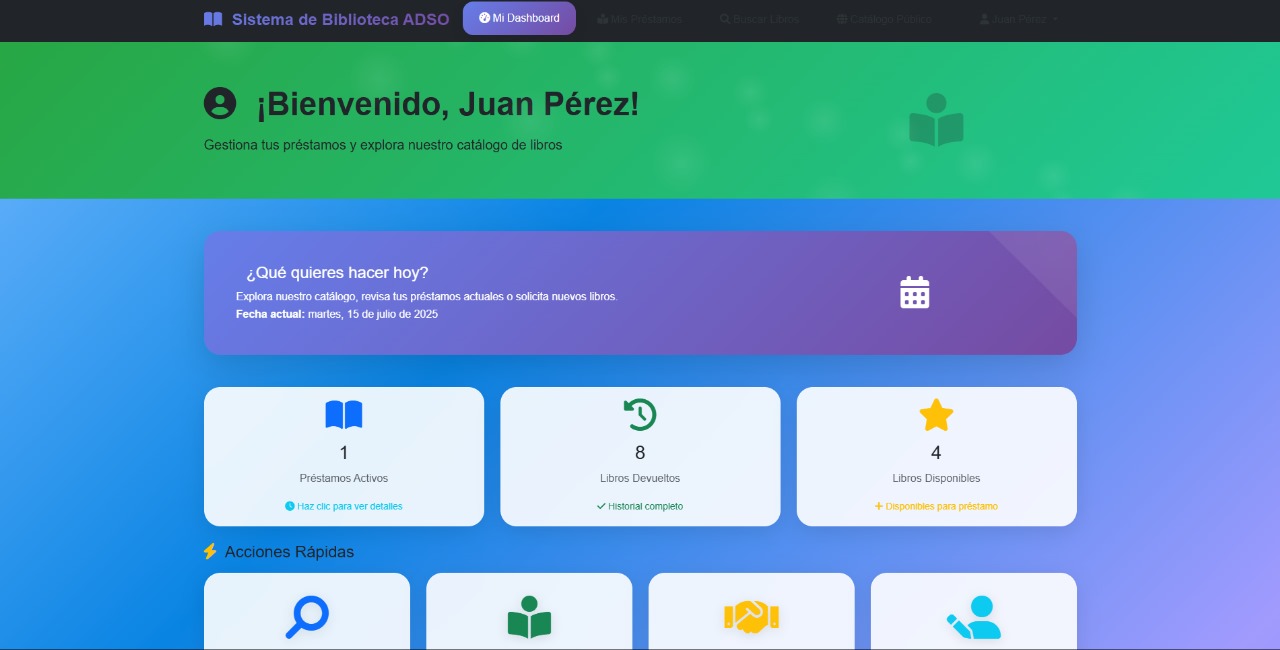 Sistema de Biblioteca ADSO Mi Dashboard Mis Préstamos Buscar Libros Catálogo Público Juan Pérez
¡Bienvenido, Juan Pérez!
Gestiona tus préstamos y explora nuestro catálogo de libros
¿Qué quieres hacer hoy?
Explora nuestro catálogo, revisa tus préstamos actuales o solicita nuevos libros.
Fecha actual: martes, 15 de julio de 2025
1
Préstamos Activos
Haz clic para ver detalles
8
Libros Devueltos
Historial completo
4
Libros Disponibles
Disponibles para préstamo
Acciones Rápidas